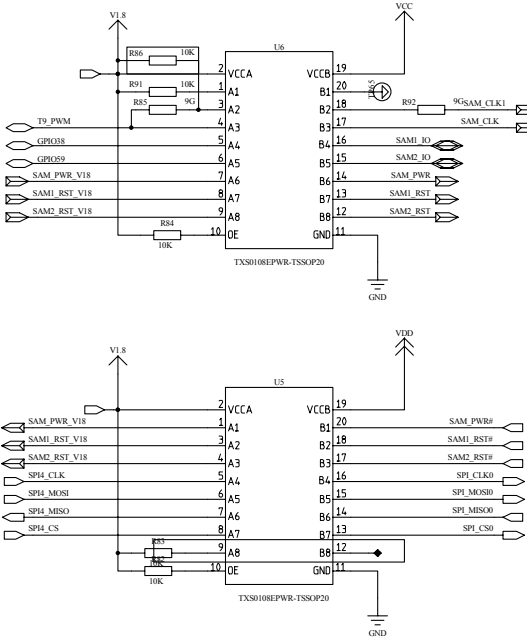 V1.8
VCC
R86 10K
U6
2 VCCA VCCB 19
R91 10K
1 A1 B1 20 TP65
R85 9G
3 A2 B2 18 R92 9G SAM_CLK1
T9_PWM 4 A3 B3 17 SAM_CLK
GPIO38 5 A4 B4 16 SAM1_IO
GPIO59 6 A5 B5 15 SAM2_IO
SAM_PWR_V18 7 A6 B6 14 SAM_PWR
SAM1_RST_V18 8 A7 B7 13 SAM1_RST
SAM2_RST_V18 9 A8 B8 12 SAM2_RST
R84 10K
10 OE GND 11
TXS0108EPWR-TSSOP20
GND
V1.8
VDD
U5
2 VCCA VCCB 19
SAM_PWR_V18 1 A1 B1 20 SAM_PWR#
SAM1_RST_V18 3 A2 B2 18 SAM1_RST#
SAM2_RST_V18 4 A3 B3 17 SAM2_RST#
SPI4_CLK 5 A4 B4 16 SPI_CLK0
SPI4_MOSI 6 A5 B5 15 SPI_MOSI0
SPI4_MISO 7 A6 B6 14 SPI_MISO0
SPI4_CS 8 A7 B7 13 SPI_CS0
R83
9 A8 B8 12
R82 10K
10 OE GND 11
10K
TXS0108EPWR-TSSOP20
GND